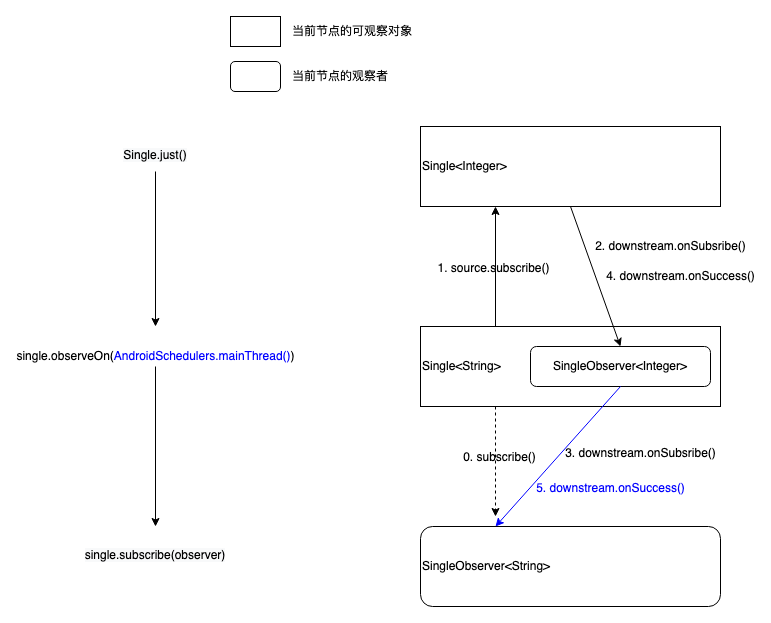 当前节点的可观察对象
当前节点的观察者
Single.just()
Single<Integer>
2. downstream.onSubsribe()
1. source.subscribe()
4. downstream.onSuccess()
single.observeOn(AndroidSchedulers.mainThread())
Single<String>
SingleObserver<Integer>
0. subscribe()
3. downstream.onSubsribe()
5. downstream.onSuccess()
single.subscribe(observer)
SingleObserver<String>